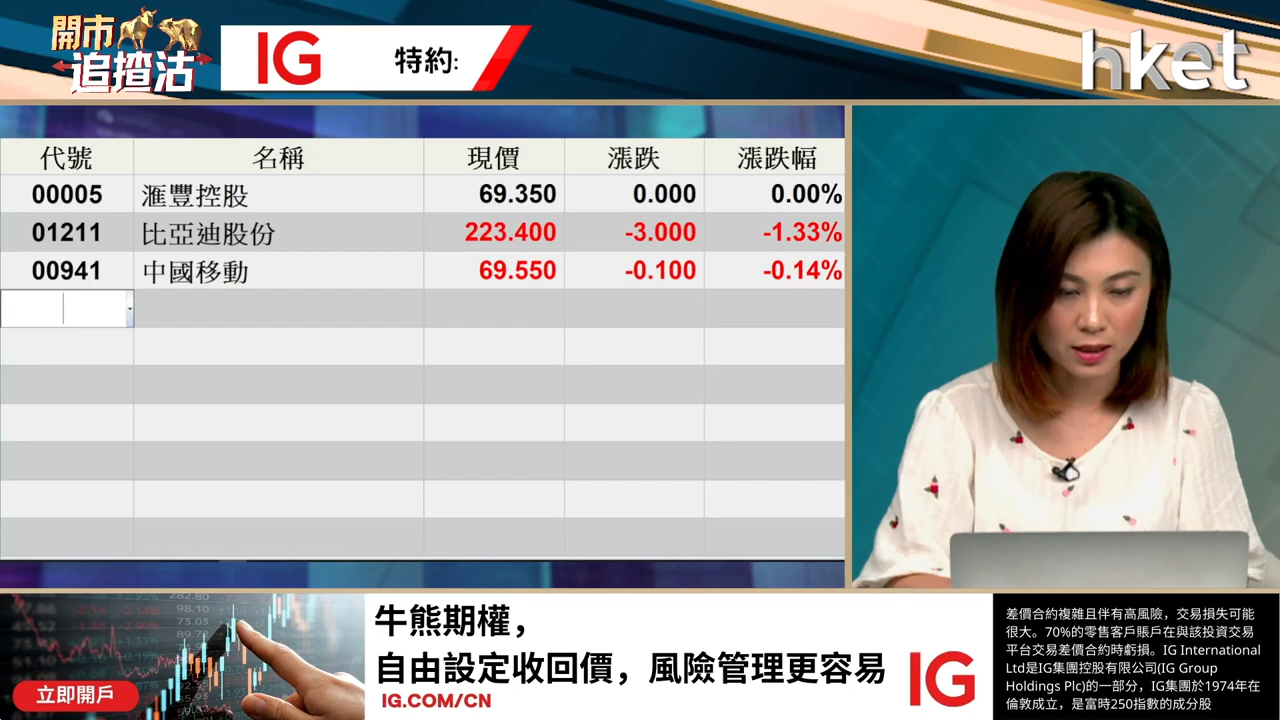 開市
追揸沽
IG 特約:
hket
代號 名稱 現價 漲跌 漲跌幅
00005 滙豐控股 69.350 0.000 0.00%
01211 比亞迪股份 223.400 -3.000 -1.33%
00941 中國移動 69.550 -0.100 -0.14%
立即開戶
牛熊期權，
自由設定收回價，風險管理更容易
IG.COM/CN
IG
差價合約複雜且伴有高風險，交易損失可能
很大。70%的零售客戶賬戶在與該投資交易
平台交易差價合約時虧損。IG International
Ltd是IG集團控股有限公司(IG Group
Holdings Plc)的一部分，IG集團於1974年在
倫敦成立，是富時250指數的成分股